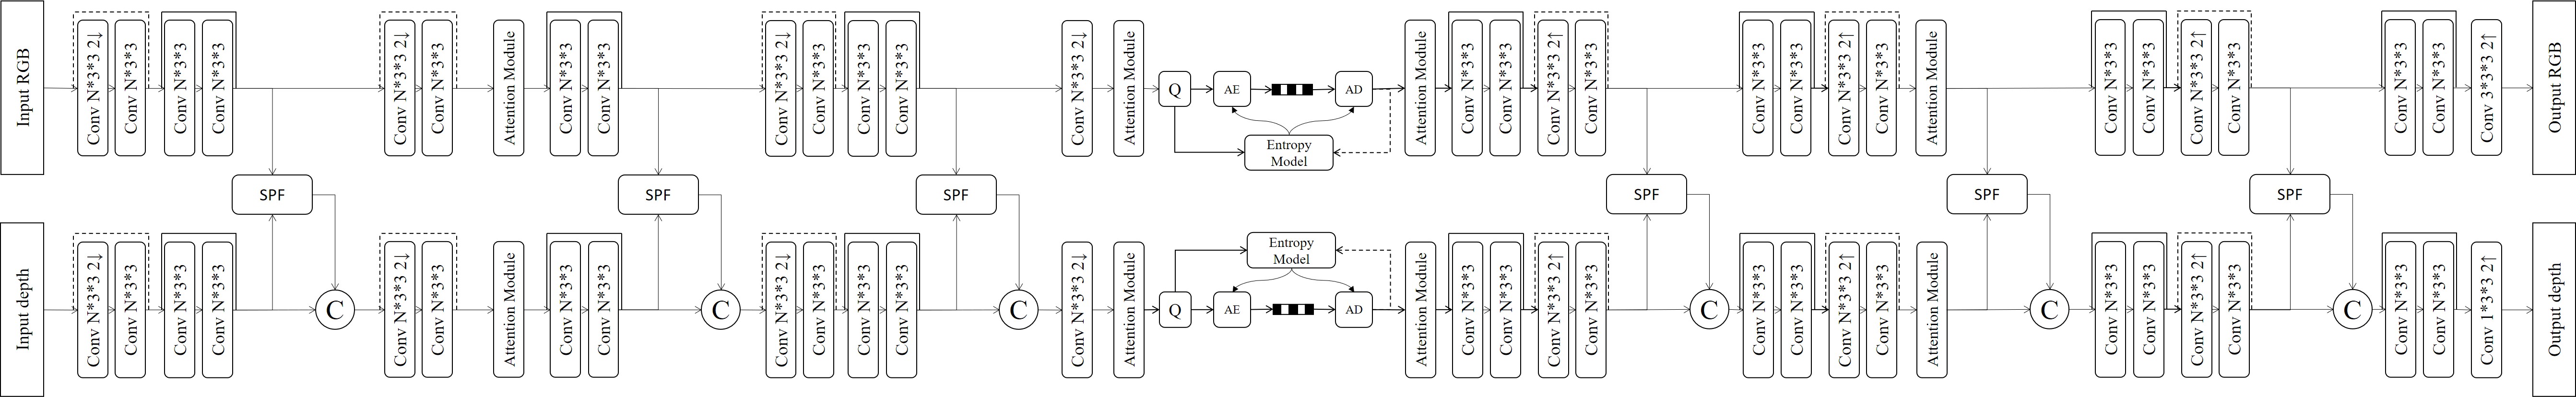 Input RGB
Conv N*3*3 2↓
Conv N*3*3
Conv N*3*3
Conv N*3*3
Conv N*3*3 2↓
Conv N*3*3
Attention Module
Conv N*3*3
Conv N*3*3
Conv N*3*3 2↓
Conv N*3*3
Conv N*3*3
Conv N*3*3
Conv N*3*3 2↓
Attention Module
Q
AE
AD
Entropy
Model
Attention Module
Conv N*3*3
Conv N*3*3
Conv N*3*3 2↑
Conv N*3*3
Conv N*3*3
Conv N*3*3
Conv N*3*3 2↑
Conv N*3*3
Attention Module
Conv N*3*3
Conv N*3*3
Conv N*3*3 2↑
Conv N*3*3
Conv N*3*3
Conv N*3*3
Conv 3*3*3 2↑
Output RGB
SPF
SPF
SPF
SPF
SPF
SPF
Input depth
Conv N*3*3 2↓
Conv N*3*3
Conv N*3*3
Conv N*3*3
C
Conv N*3*3 2↓
Conv N*3*3
Attention Module
Conv N*3*3
Conv N*3*3
C
Conv N*3*3 2↓
Conv N*3*3
Conv N*3*3
Conv N*3*3
C
Conv N*3*3 2↓
Attention Module
Q
Entropy
Model
AE
AD
Attention Module
Conv N*3*3
Conv N*3*3
Conv N*3*3 2↑
Conv N*3*3
C
Conv N*3*3
Conv N*3*3
Conv N*3*3 2↑
Conv N*3*3
Attention Module
C
Conv N*3*3
Conv N*3*3
Conv N*3*3 2↑
Conv N*3*3
C
Conv N*3*3
Conv N*3*3
Conv 1*3*3 2↑
Output depth